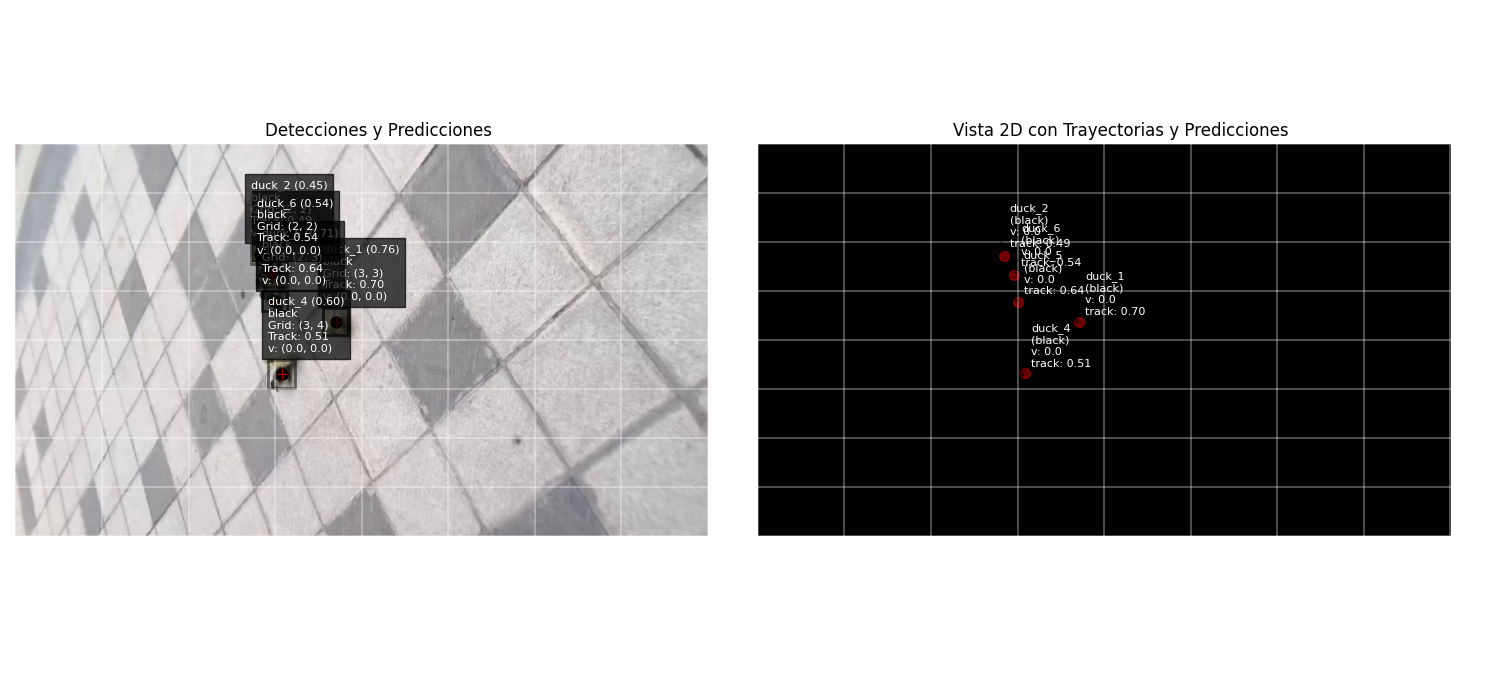 Detecciones y Predicciones
duck_2 (0.45)
black
duck_6 (0.54)
black
Grid: (2, 2)
Track: 0.54
v: (0.0, 0.0)
Grid: (2, 3)
Track: 0.64
v: (0.0, 0.0)
duck_1 (0.76)
black
Grid: (3, 3)
Track: 0.70
(0.0, 0.0)
duck_4 (0.60)
black
Grid: (3, 4)
Track: 0.51
v: (0.0, 0.0)
Vista 2D con Trayectorias y Predicciones
duck_2
(black)
v: 0.0
track: 0.49
duck_6
(black)
v: 0.0
track: 0.54
duck_5
(black)
v: 0.0
track: 0.64
duck_1
(black)
v: 0.0
track: 0.70
duck_4
(black)
v: 0.0
track: 0.51